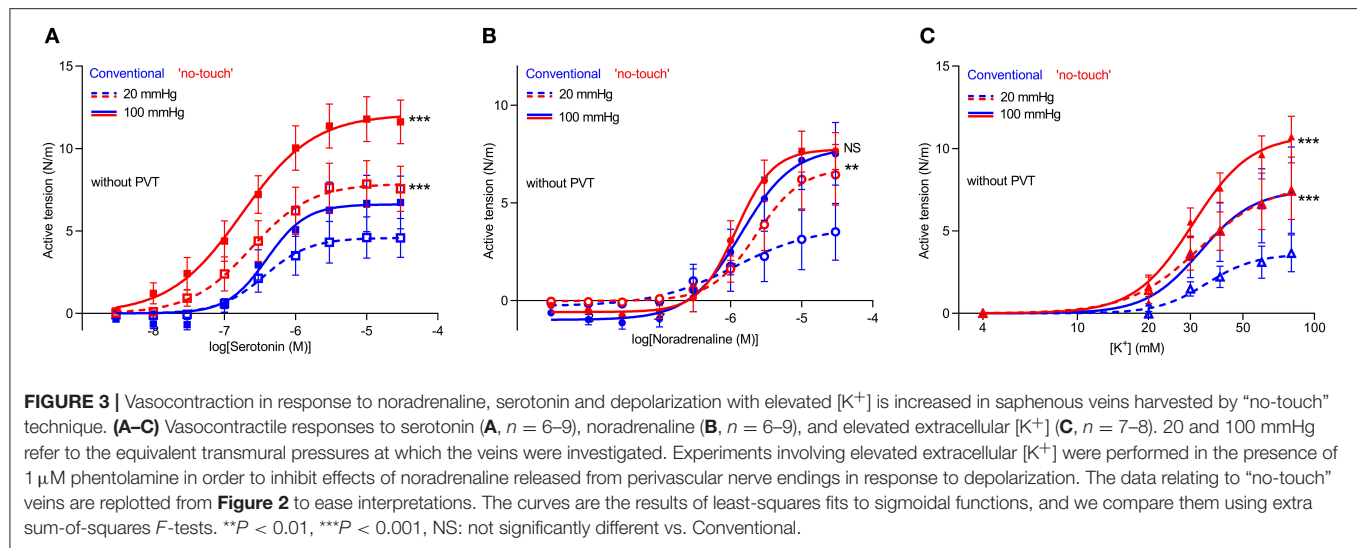 A
B
C
15
10
5
0
Active tension (N/m)
Conventional 'no-touch'
20 mmHg
100 mmHg
without PVT
***
***
-8
-7
-6
-5
-4
log[Serotonin (M)]
10
5
0
Active tension (N/m)
Conventional 'no-touch'
20 mmHg
100 mmHg
without PVT
NS
**
-7
-6
-5
-4
log[Noradrenaline (M)]
15
10
5
0
Active tension (N/m)
Conventional 'no-touch'
20 mmHg
100 mmHg
without PVT
***
***
4
10
20
30
50
100
[K+] (mM)
FIGURE 3 | Vasocontraction in response to noradrenaline, serotonin and depolarization with elevated [K+] is increased in saphenous veins harvested by “no-touch”
technique. (A–C) Vasocontractile responses to serotonin (A, n = 6–9), noradrenaline (B, n = 6–9), and elevated extracellular [K+] (C, n = 7–8). 20 and 100 mmHg
refer to the equivalent transmural pressures at which the veins were investigated. Experiments involving elevated extracellular [K+] were performed in the presence of
1 μM phentolamine in order to inhibit effects of noradrenaline released from perivascular nerve endings in response to depolarization. The data relating to “no-touch”
veins are replotted from Figure 2 to ease interpretations. The curves are the results of least-squares fits to sigmoidal functions, and we compare them using extra
sum-of-squares F-tests. **P < 0.01, ***P < 0.001, NS: not significantly different vs. Conventional.